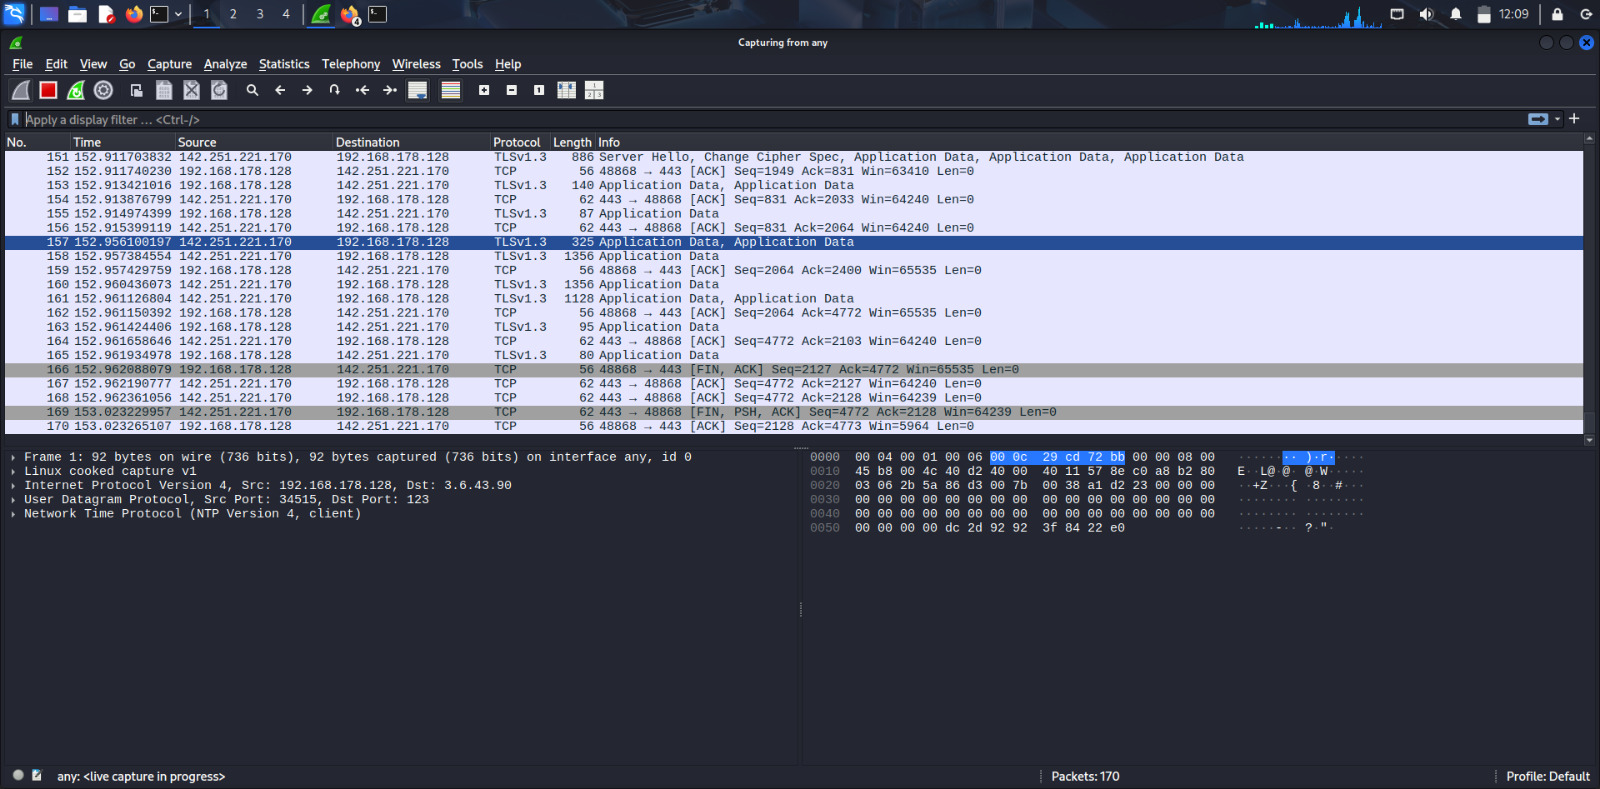 1 2 3 4 4 12:09
Capturing from any
File Edit View Go Capture Analyze Statistics Telephony Wireless Tools Help
Apply a display filter … <Ctrl-/>
No. Time Source Destination Protocol Length Info
151 152.911703832 142.251.221.170 192.168.178.128 TLSv1.3 886 Server Hello, Change Cipher Spec, Application Data, Application Data, Application Data
152 152.911740230 192.168.178.128 142.251.221.170 TCP 56 48868 → 443 [ACK] Seq=1949 Ack=831 Win=63410 Len=0
153 152.913421016 192.168.178.128 142.251.221.170 TLSv1.3 140 Application Data, Application Data
154 152.913876799 142.251.221.170 192.168.178.128 TCP 62 443 → 48868 [ACK] Seq=831 Ack=2033 Win=64240 Len=0
155 152.914974399 192.168.178.128 142.251.221.170 TLSv1.3 87 Application Data
156 152.915399119 142.251.221.170 192.168.178.128 TCP 62 443 → 48868 [ACK] Seq=831 Ack=2064 Win=64240 Len=0
157 152.956100197 142.251.221.170 192.168.178.128 TLSv1.3 325 Application Data, Application Data
158 152.957384554 142.251.221.170 192.168.178.128 TLSv1.3 1356 Application Data
159 152.957429759 192.168.178.128 142.251.221.170 TCP 56 48868 → 443 [ACK] Seq=2064 Ack=2400 Win=65535 Len=0
160 152.960436073 142.251.221.170 192.168.178.128 TLSv1.3 1356 Application Data
161 152.961126804 142.251.221.170 192.168.178.128 TLSv1.3 1128 Application Data, Application Data
162 152.961150392 192.168.178.128 142.251.221.170 TCP 56 48868 → 443 [ACK] Seq=2064 Ack=4772 Win=65535 Len=0
163 152.961424406 192.168.178.128 142.251.221.170 TLSv1.3 95 Application Data
164 152.961658646 142.251.221.170 192.168.178.128 TCP 62 443 → 48868 [ACK] Seq=4772 Ack=2103 Win=64240 Len=0
165 152.961934978 192.168.178.128 142.251.221.170 TLSv1.3 80 Application Data
166 152.962088079 192.168.178.128 142.251.221.170 TCP 56 48868 → 443 [FIN, ACK] Seq=2127 Ack=4772 Win=65535 Len=0
167 152.962190777 142.251.221.170 192.168.178.128 TCP 62 443 → 48868 [ACK] Seq=4772 Ack=2127 Win=64240 Len=0
168 152.962361056 142.251.221.170 192.168.178.128 TCP 62 443 → 48868 [ACK] Seq=4772 Ack=2128 Win=64239 Len=0
169 153.023229957 142.251.221.170 192.168.178.128 TCP 62 443 → 48868 [FIN, PSH, ACK] Seq=4772 Ack=2128 Win=64239 Len=0
170 153.023265107 192.168.178.128 142.251.221.170 TCP 56 48868 → 443 [ACK] Seq=2128 Ack=4773 Win=5964 Len=0
Frame 1: 92 bytes on wire (736 bits), 92 bytes captured (736 bits) on interface any, id 0
Linux cooked capture v1
Internet Protocol Version 4, Src: 192.168.178.128, Dst: 3.6.43.90
User Datagram Protocol, Src Port: 34515, Dst Port: 123
Network Time Protocol (NTP Version 4, client)
0000 00 04 00 01 00 06 00 0c 29 cd 72 bb 00 00 08 00 ········)·r·····
0010 45 b8 00 4c 40 d2 40 00 40 11 57 8e c0 a8 b2 80 E··L@·@·@·W·····
0020 03 06 2b 5a 86 d3 00 7b 00 38 a1 d2 23 00 00 00 ··+Z···{·8··#···
0030 00 00 00 00 00 00 00 00 00 00 00 00 00 00 00 00 ········ ········
0040 00 00 00 00 00 00 00 00 00 00 00 00 00 00 00 00 ········ ········
0050 00 00 00 00 dc 2d 92 92 3f 84 22 e0 ·····-··?·"·
any: <live capture in progress> Packets: 170 Profile: Default